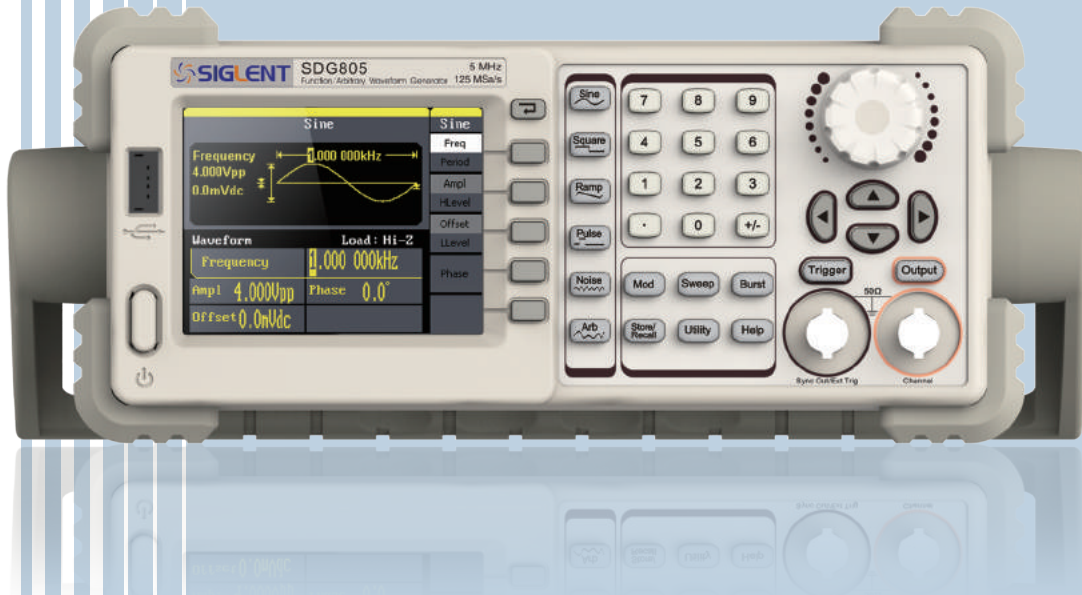 SIGLENT SDG805 5 MHz
Function/Arbitrary Waveform Generator 125 MSa/s
Sine Sine
Frequency 1.000 000kHz Freq
4.000Vpp Period
0.0mVdc Ampl
HLevel
Offset
Waveform Load: Hi-Z LLevel
Frequency 1.000 000kHz
Phase
Ampl 4.000Vpp Phase 0.0°
Offset 0.0mVdc
Sine
Square
Ramp
Pulse
Noise
Arb
7 8 9
4 5 6
1 2 3
· 0 +/-
Mod Sweep Burst
Store/
Recall Utility Help
Trigger Output
50Ω
Sync Out/Ext Trig Channel